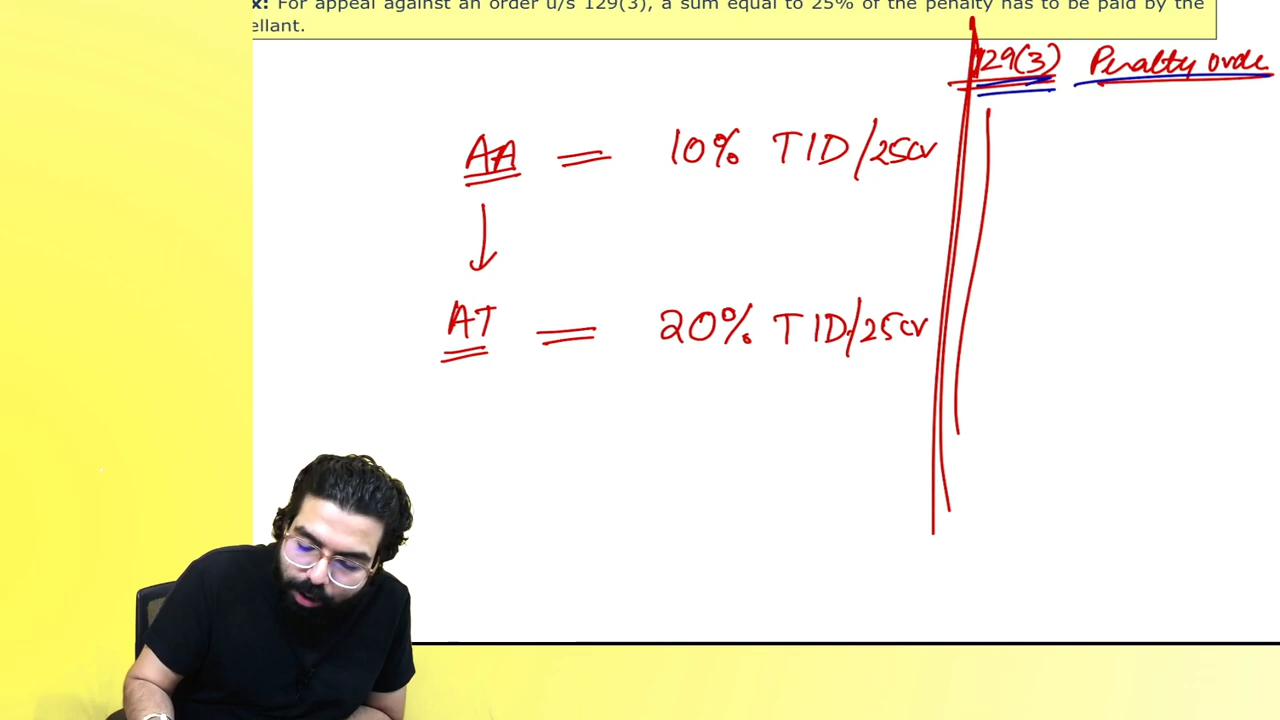 x: For appeal against an order u/s 129(3), a sum equal to 25% of the penalty has to be paid by the
ellant.
129(3) Penalty orde
AA = 10% TID/25cr
↓
AT = 20% TID/25cr